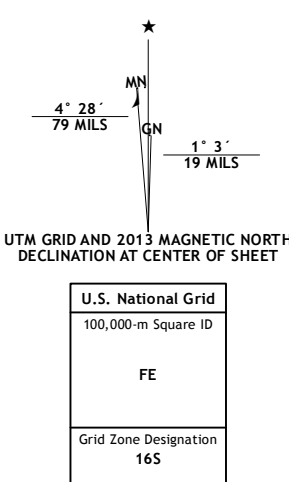 MN
4° 28´
79 MILS
GN
1° 3´
19 MILS
UTM GRID AND 2013 MAGNETIC NORTH
DECLINATION AT CENTER OF SHEET
U.S. National Grid
100,000-m Square ID
FE
Grid Zone Designation
16S